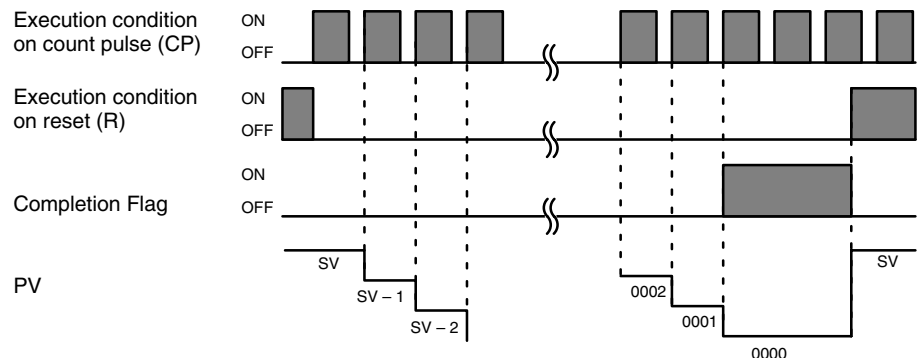 Execution condition
on count pulse (CP)
ON
OFF
Execution condition
on reset (R)
ON
OFF
Completion Flag
ON
OFF
PV
SV
SV – 1
SV – 2
0002
0001
0000
SV